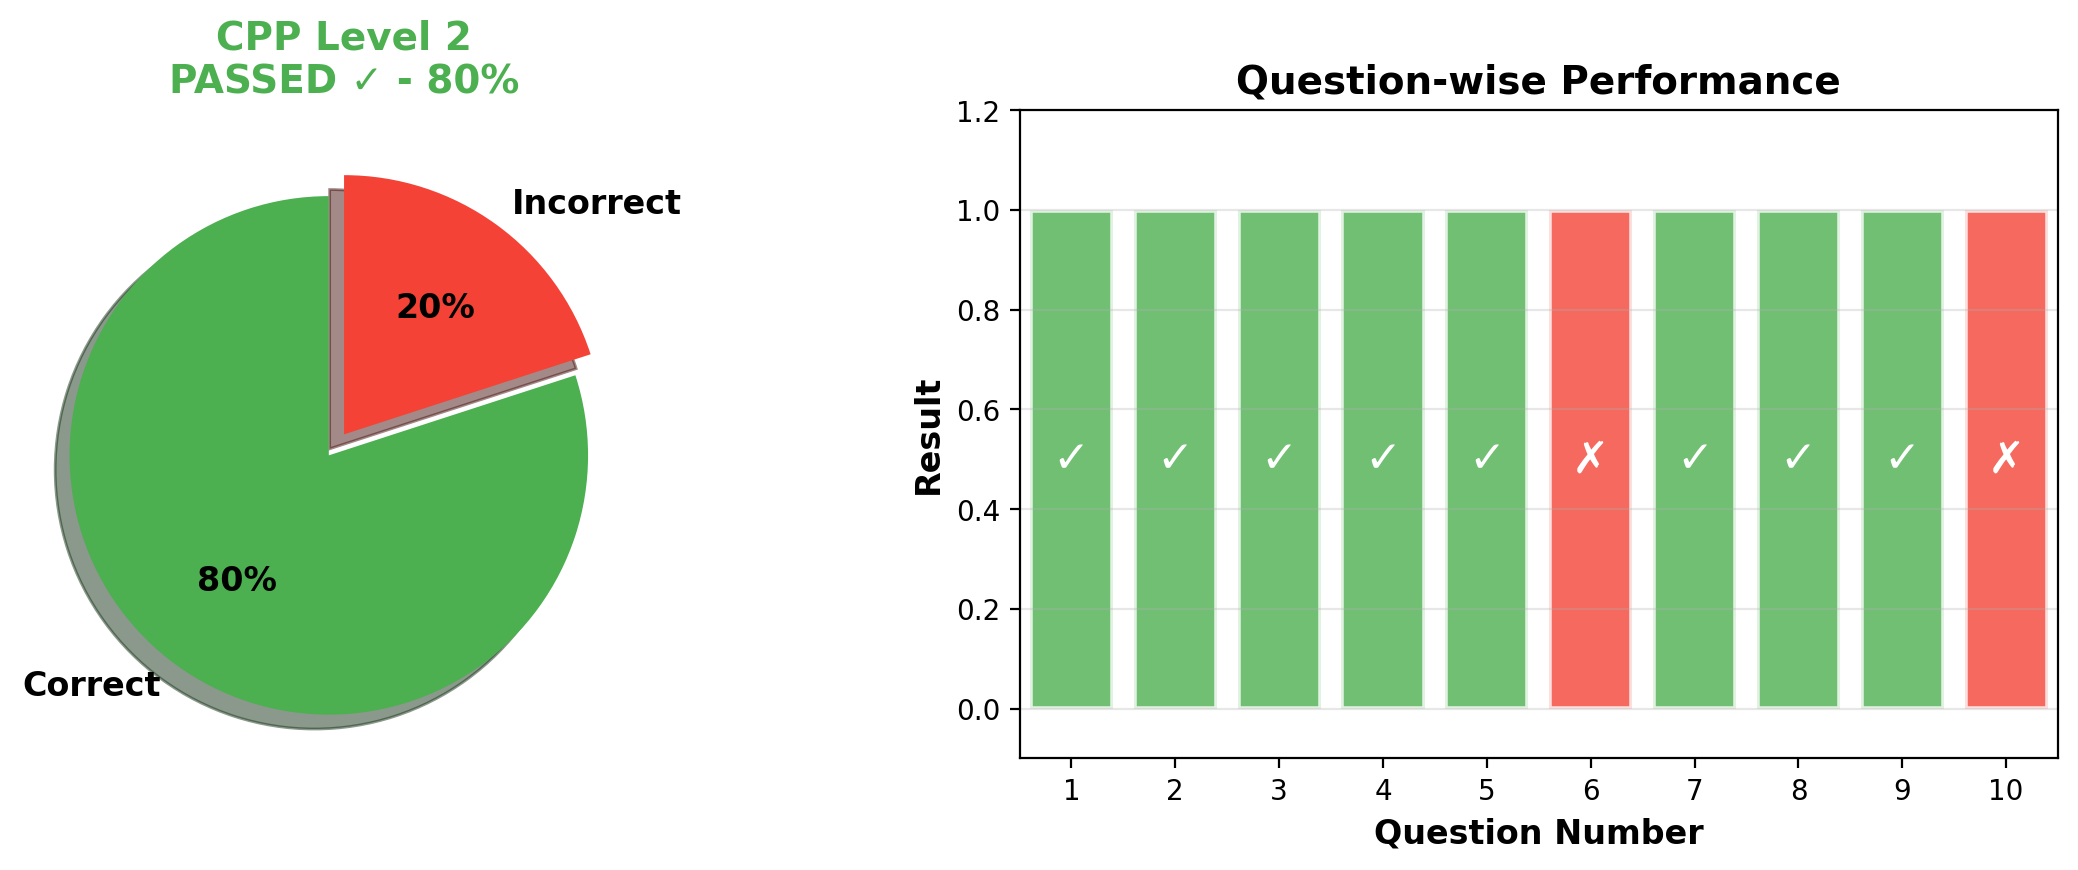 CPP Level 2
PASSED ✓ - 80%
Incorrect
20%
80%
Correct
Question-wise Performance
Result
1.2
1.0
0.8
0.6
0.4
0.2
0.0
✓ ✓ ✓ ✓ ✓ ✗ ✓ ✓ ✓ ✗
1 2 3 4 5 6 7 8 9 10
Question Number